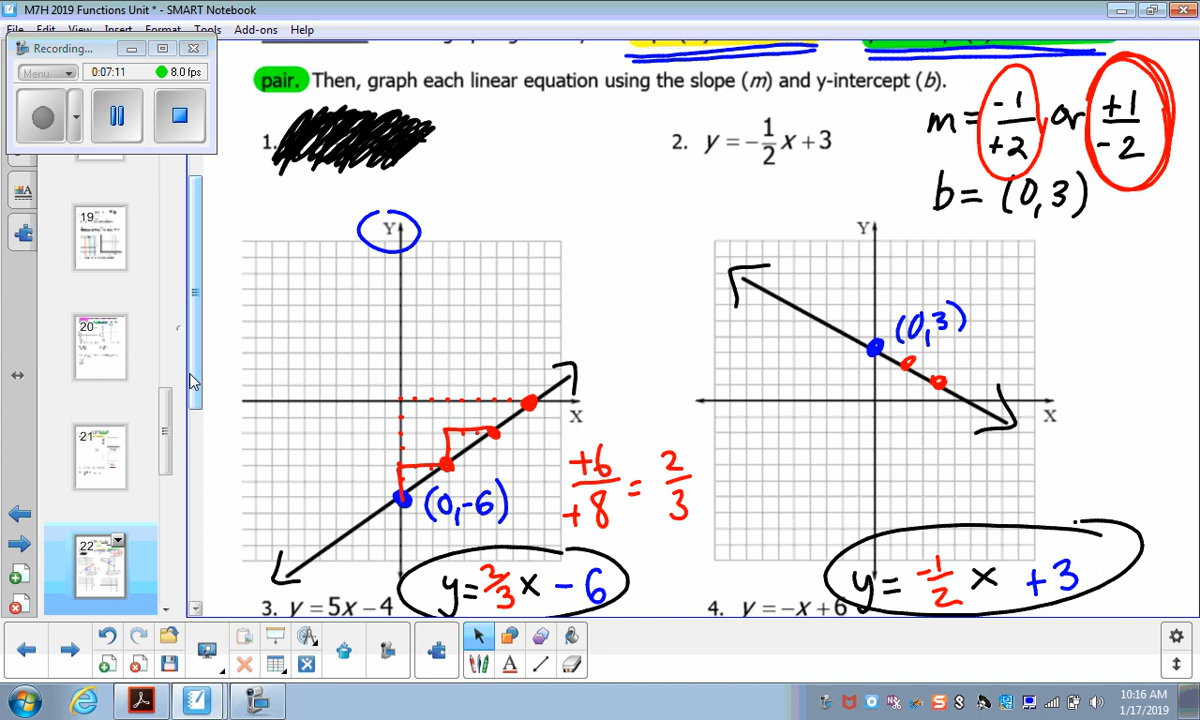 M7H 2019 Functions Unit * - SMART Notebook
File Edit View Insert Format Tools Add-ons Help
Recording...
Menu
0:07:11
8.0 fps
pair. Then, graph each linear equation using the slope (m) and y-intercept (b).
1.
2. y = -1/2 x + 3
m = -1/+2 or +1/-2
b = (0,3)
Y
X
(0,-6)
+6/+8 = 2/3
y = 2/3 x - 6
Y
X
(0,3)
y = -1/2 x + 3
3. y = 5x - 4
4. y = -x + 6
19
20
21
22
10:16 AM
1/17/2019